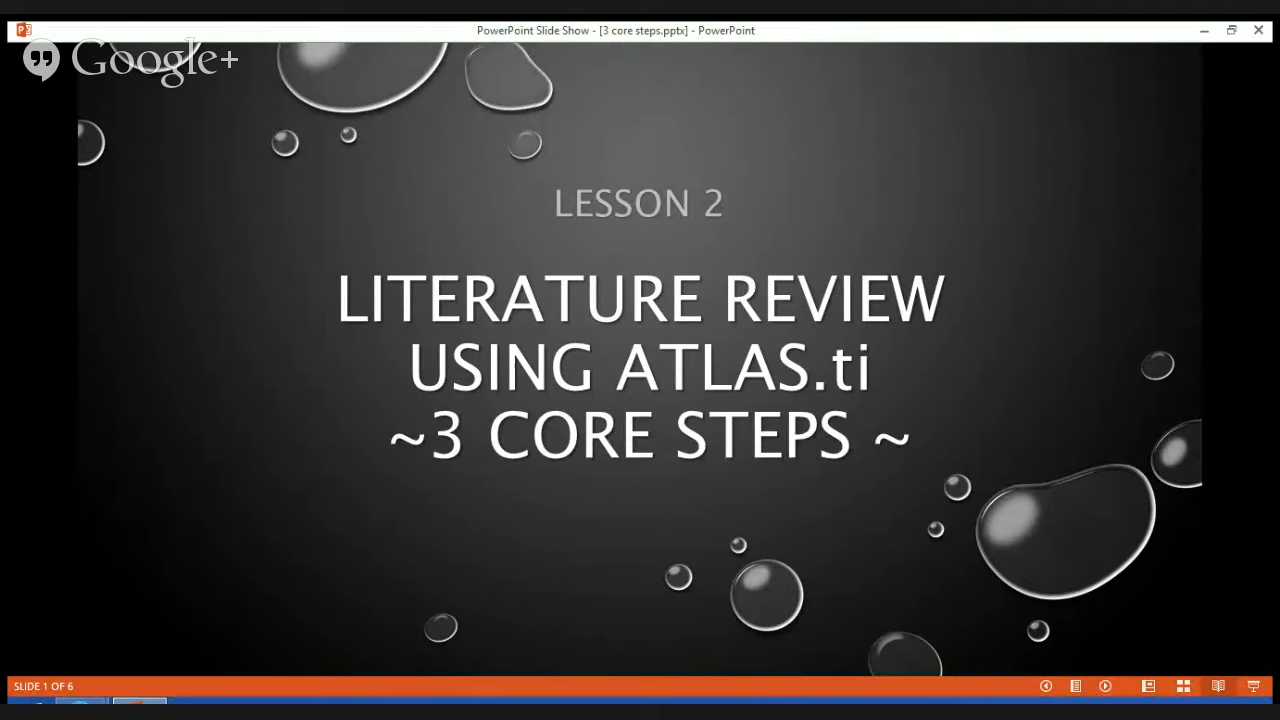 PowerPoint Slide Show - [3 core steps.pptx] - PowerPoint
Google+
LESSON 2
LITERATURE REVIEW
USING ATLAS.ti
~3 CORE STEPS ~
SLIDE 1 OF 6